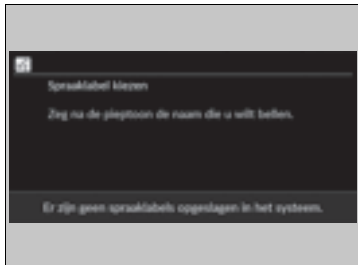 Spraaklabel kiezen
Zeg na de pieptoon de naam die u wilt bellen.
Er zijn geen spraaklabels opgeslagen in het systeem.